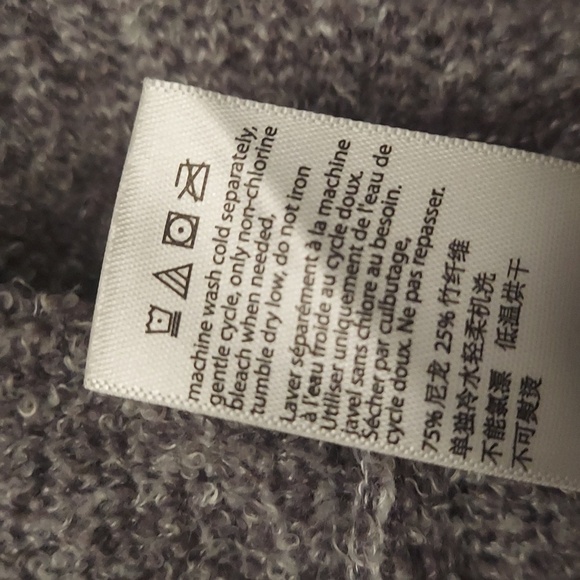 machine wash cold separately,
gentle cycle, only non-chlorine
bleach when needed,
tumble dry low, do not iron
Laver séparément à la machine
à l'eau froide au cycle doux.
Utiliser uniquement de l'eau de
javel sans chlore au besoin.
Sécher par culbutage,
cycle doux. Ne pas repasser.
75% 尼龙 25% 竹纤维
单独冷水轻柔机洗
不能氯漂 低温烘干
不可熨烫